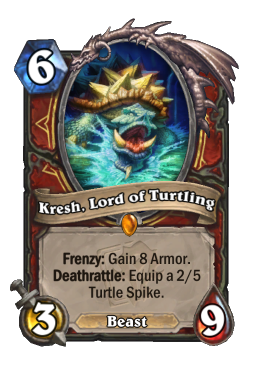 6
Kresh, Lord of Turtling
Frenzy: Gain 8 Armor.
Deathrattle: Equip a 2/5
Turtle Spike.
3
Beast
9